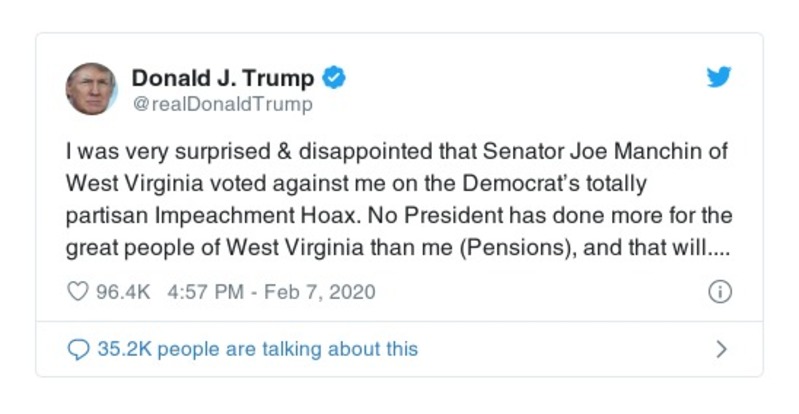 Donald J. Trump
@realDonaldTrump
I was very surprised & disappointed that Senator Joe Manchin of
West Virginia voted against me on the Democrat’s totally
partisan Impeachment Hoax. No President has done more for the
great people of West Virginia than me (Pensions), and that will....
96.4K 4:57 PM - Feb 7, 2020
35.2K people are talking about this